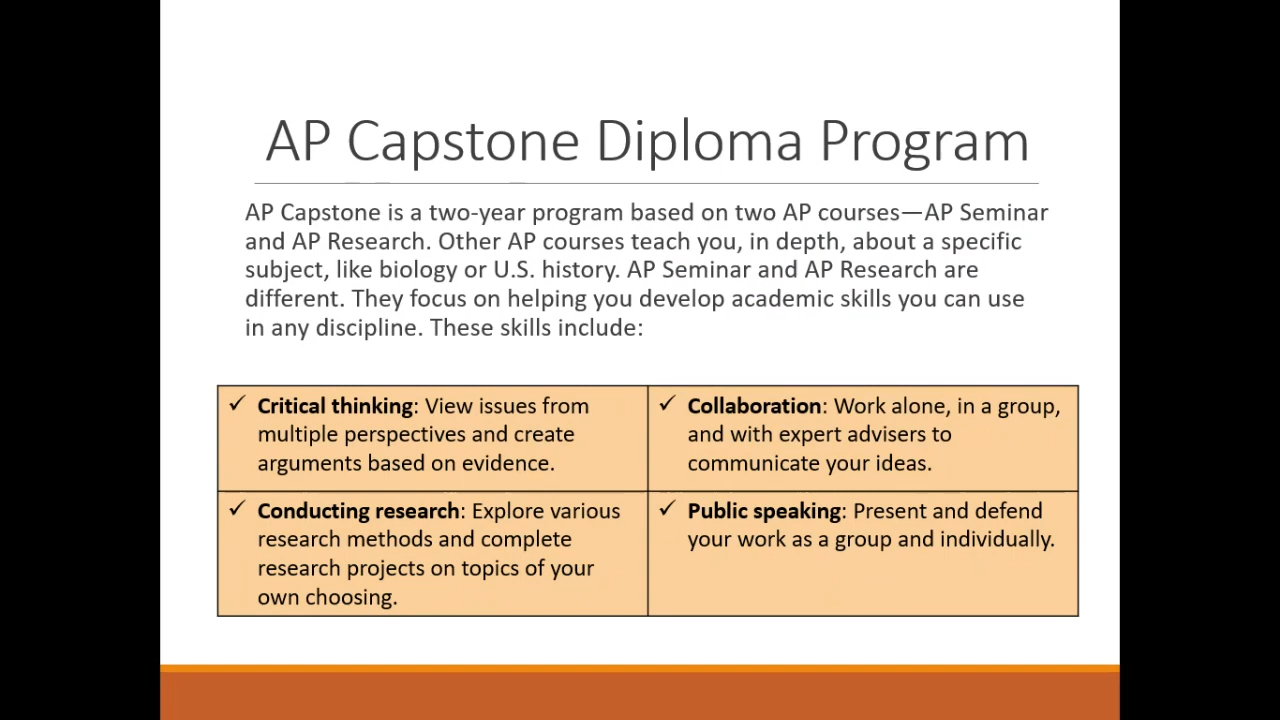 AP Capstone Diploma Program
AP Capstone is a two-year program based on two AP courses—AP Seminar
and AP Research. Other AP courses teach you, in depth, about a specific
subject, like biology or U.S. history. AP Seminar and AP Research are
different. They focus on helping you develop academic skills you can use
in any discipline. These skills include:
✓ Critical thinking: View issues from
multiple perspectives and create
arguments based on evidence.
✓ Collaboration: Work alone, in a group,
and with expert advisers to
communicate your ideas.
✓ Conducting research: Explore various
research methods and complete
research projects on topics of your
own choosing.
✓ Public speaking: Present and defend
your work as a group and individually.